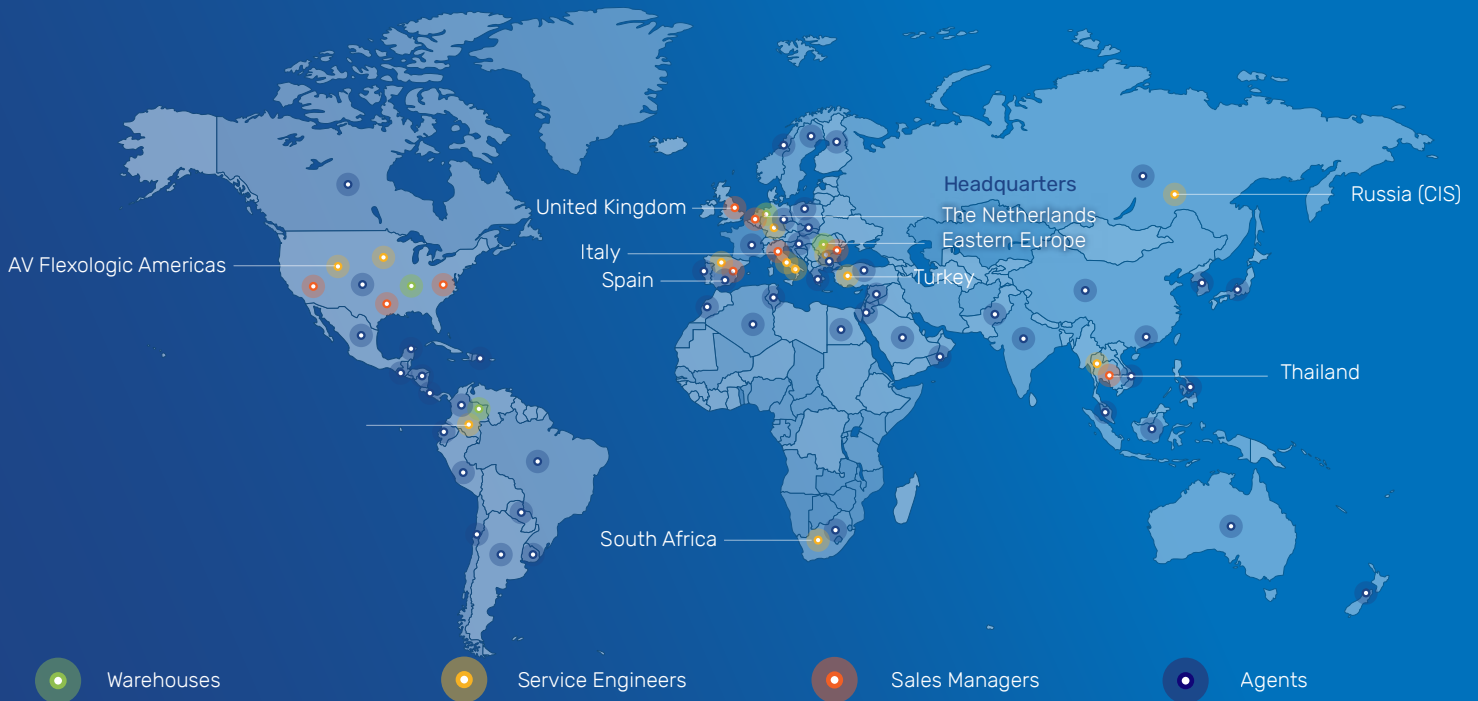 Headquarters
United Kingdom
Russia (CIS)
The Netherlands
Eastern Europe
Italy
AV Flexologic Americas
Spain
Turkey
Thailand
South Africa
Warehouses
Service Engineers
Sales Managers
Agents